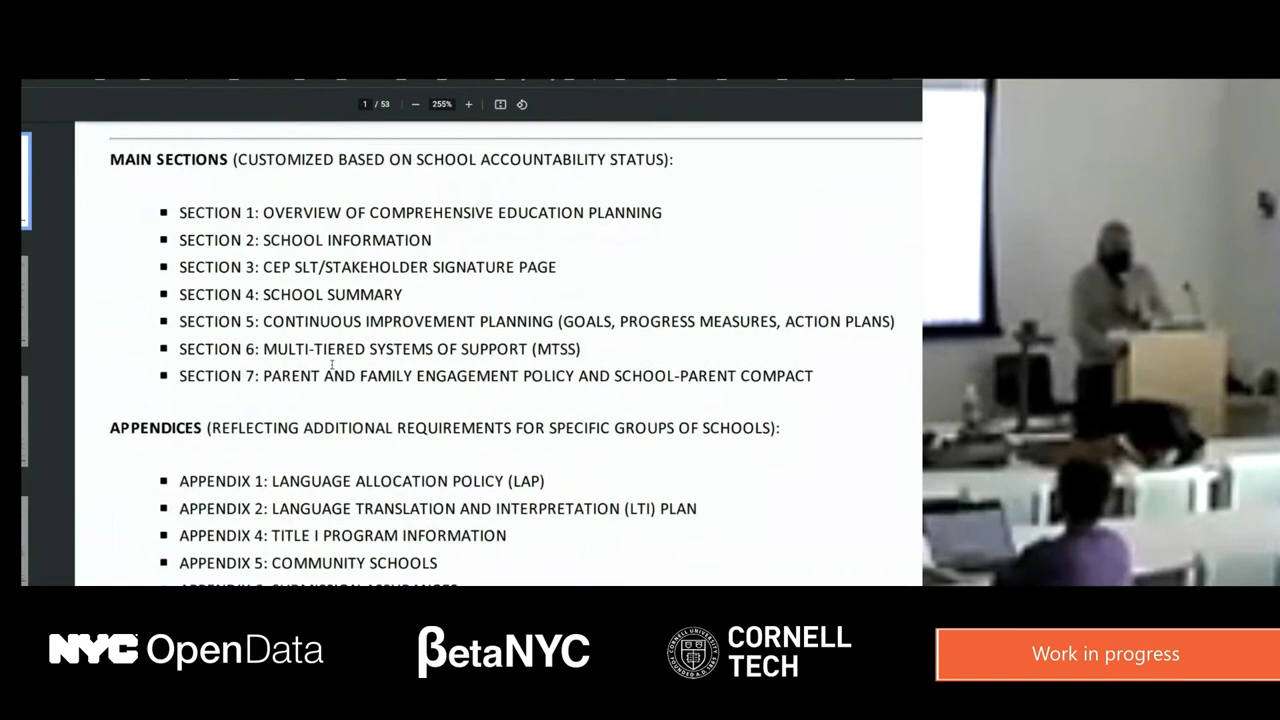 1 / 53 − 255% +
MAIN SECTIONS (CUSTOMIZED BASED ON SCHOOL ACCOUNTABILITY STATUS):
▪ SECTION 1: OVERVIEW OF COMPREHENSIVE EDUCATION PLANNING
▪ SECTION 2: SCHOOL INFORMATION
▪ SECTION 3: CEP SLT/STAKEHOLDER SIGNATURE PAGE
▪ SECTION 4: SCHOOL SUMMARY
▪ SECTION 5: CONTINUOUS IMPROVEMENT PLANNING (GOALS, PROGRESS MEASURES, ACTION PLANS)
▪ SECTION 6: MULTI-TIERED SYSTEMS OF SUPPORT (MTSS)
▪ SECTION 7: PARENT AND FAMILY ENGAGEMENT POLICY AND SCHOOL-PARENT COMPACT
APPENDICES (REFLECTING ADDITIONAL REQUIREMENTS FOR SPECIFIC GROUPS OF SCHOOLS):
▪ APPENDIX 1: LANGUAGE ALLOCATION POLICY (LAP)
▪ APPENDIX 2: LANGUAGE TRANSLATION AND INTERPRETATION (LTI) PLAN
▪ APPENDIX 4: TITLE I PROGRAM INFORMATION
▪ APPENDIX 5: COMMUNITY SCHOOLS
NYC OpenData
βetaNYC
CORNELL
TECH
Work in progress